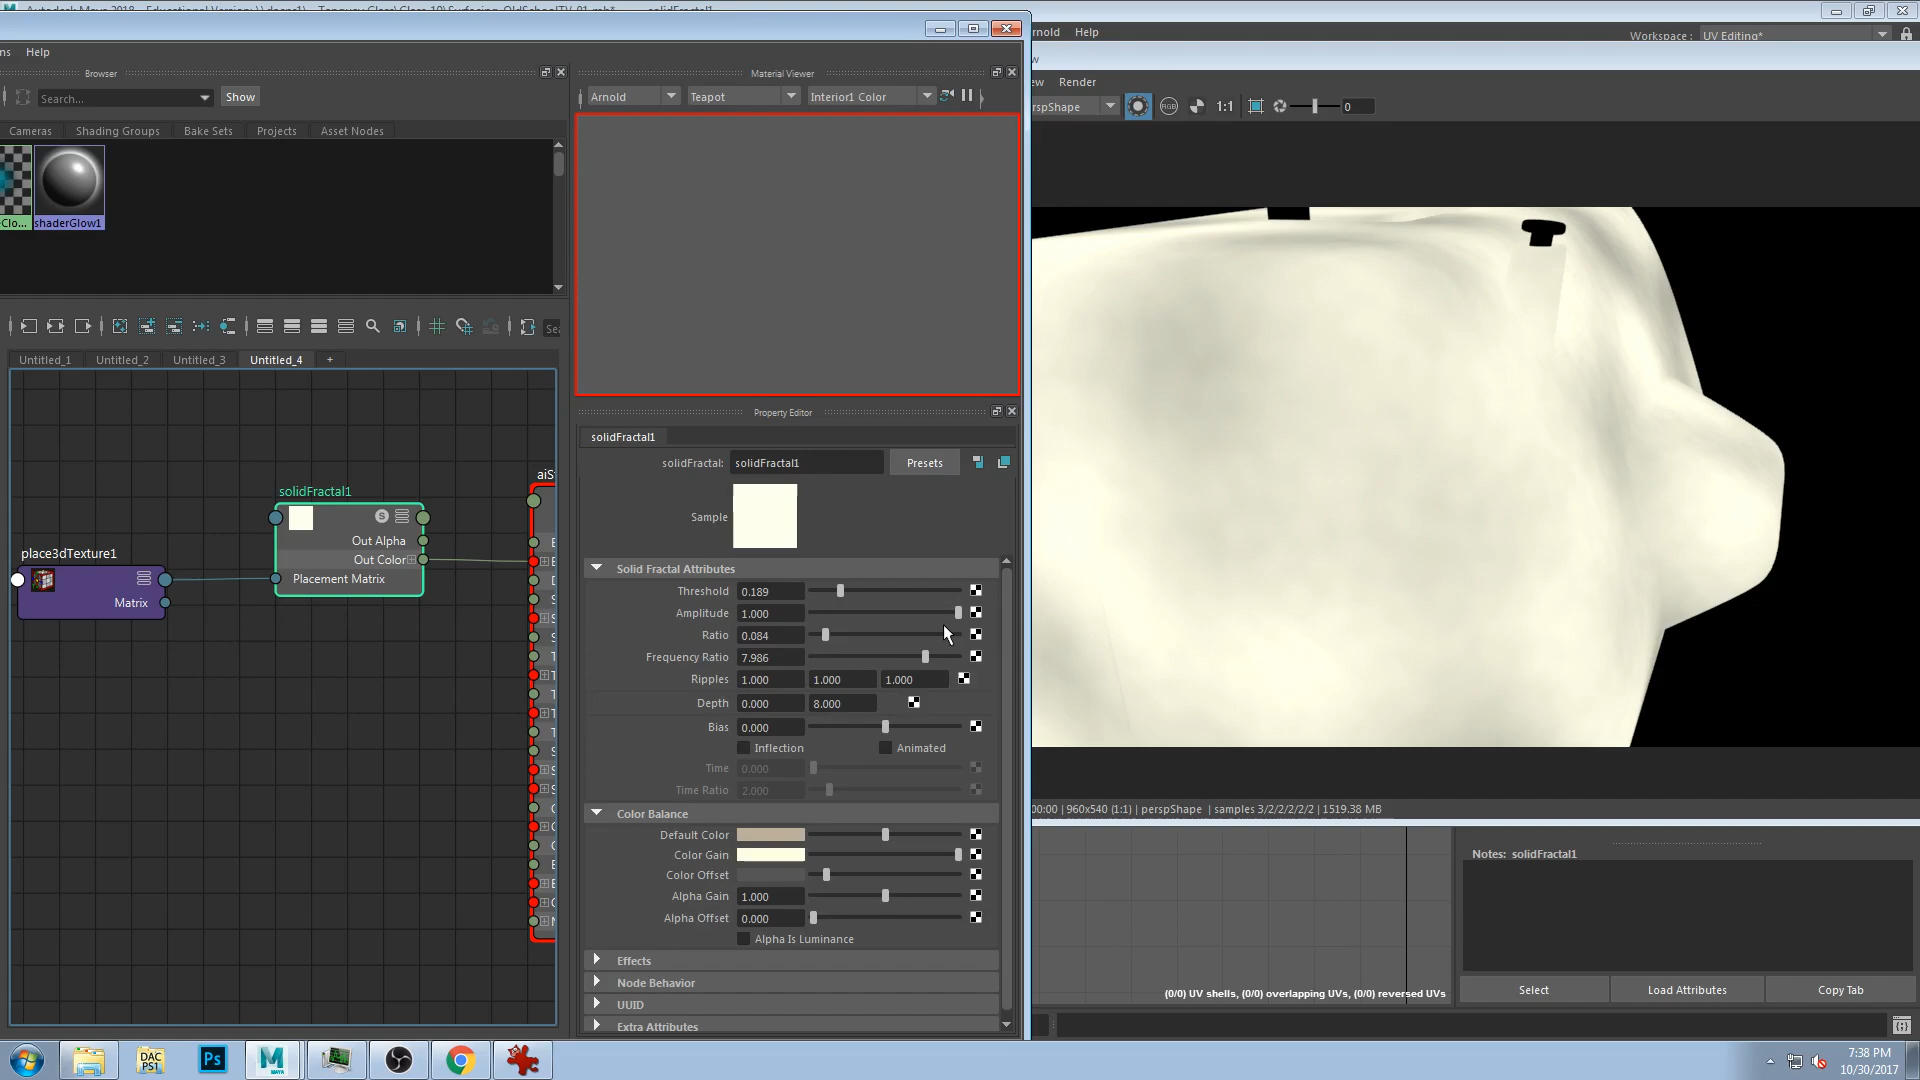 Help
Browser
Search...
Show
Cameras
Shading Groups
Bake Sets
Projects
Asset Nodes
shaderGlow1
Untitled_1
Untitled_2
Untitled_3
Untitled_4
+
place3dTexture1
Matrix
solidFractal1
Out Alpha
Out Color
Placement Matrix
Material Viewer
Arnold
Teapot
Interior1 Color
Property Editor
solidFractal1
solidFractal: solidFractal1
Presets
Sample
Solid Fractal Attributes
Threshold 0.189
Amplitude 1.000
Ratio 0.084
Frequency Ratio 7.986
Ripples 1.000 1.000 1.000
Depth 0.000 8.000
Bias 0.000
Inflection Animated
Time 0.000
Time Ratio 2.000
Color Balance
Default Color
Color Gain
Color Offset
Alpha Gain 1.000
Alpha Offset 0.000
Alpha Is Luminance
Effects
Node Behavior
UUID
Extra Attributes
Help
Workspace : UV Editing*
Render
1:1
0
00:00 | 960x540 (1:1) | perspShape | samples 3/2/2/2/2/2 | 1519.38 MB
(0/0) UV shells, (0/0) overlapping UVs, (0/0) reversed UVs
Notes: solidFractal1
Select
Load Attributes
Copy Tab
DAC
PS1
Ps
MAYA
7:38 PM
10/30/2017